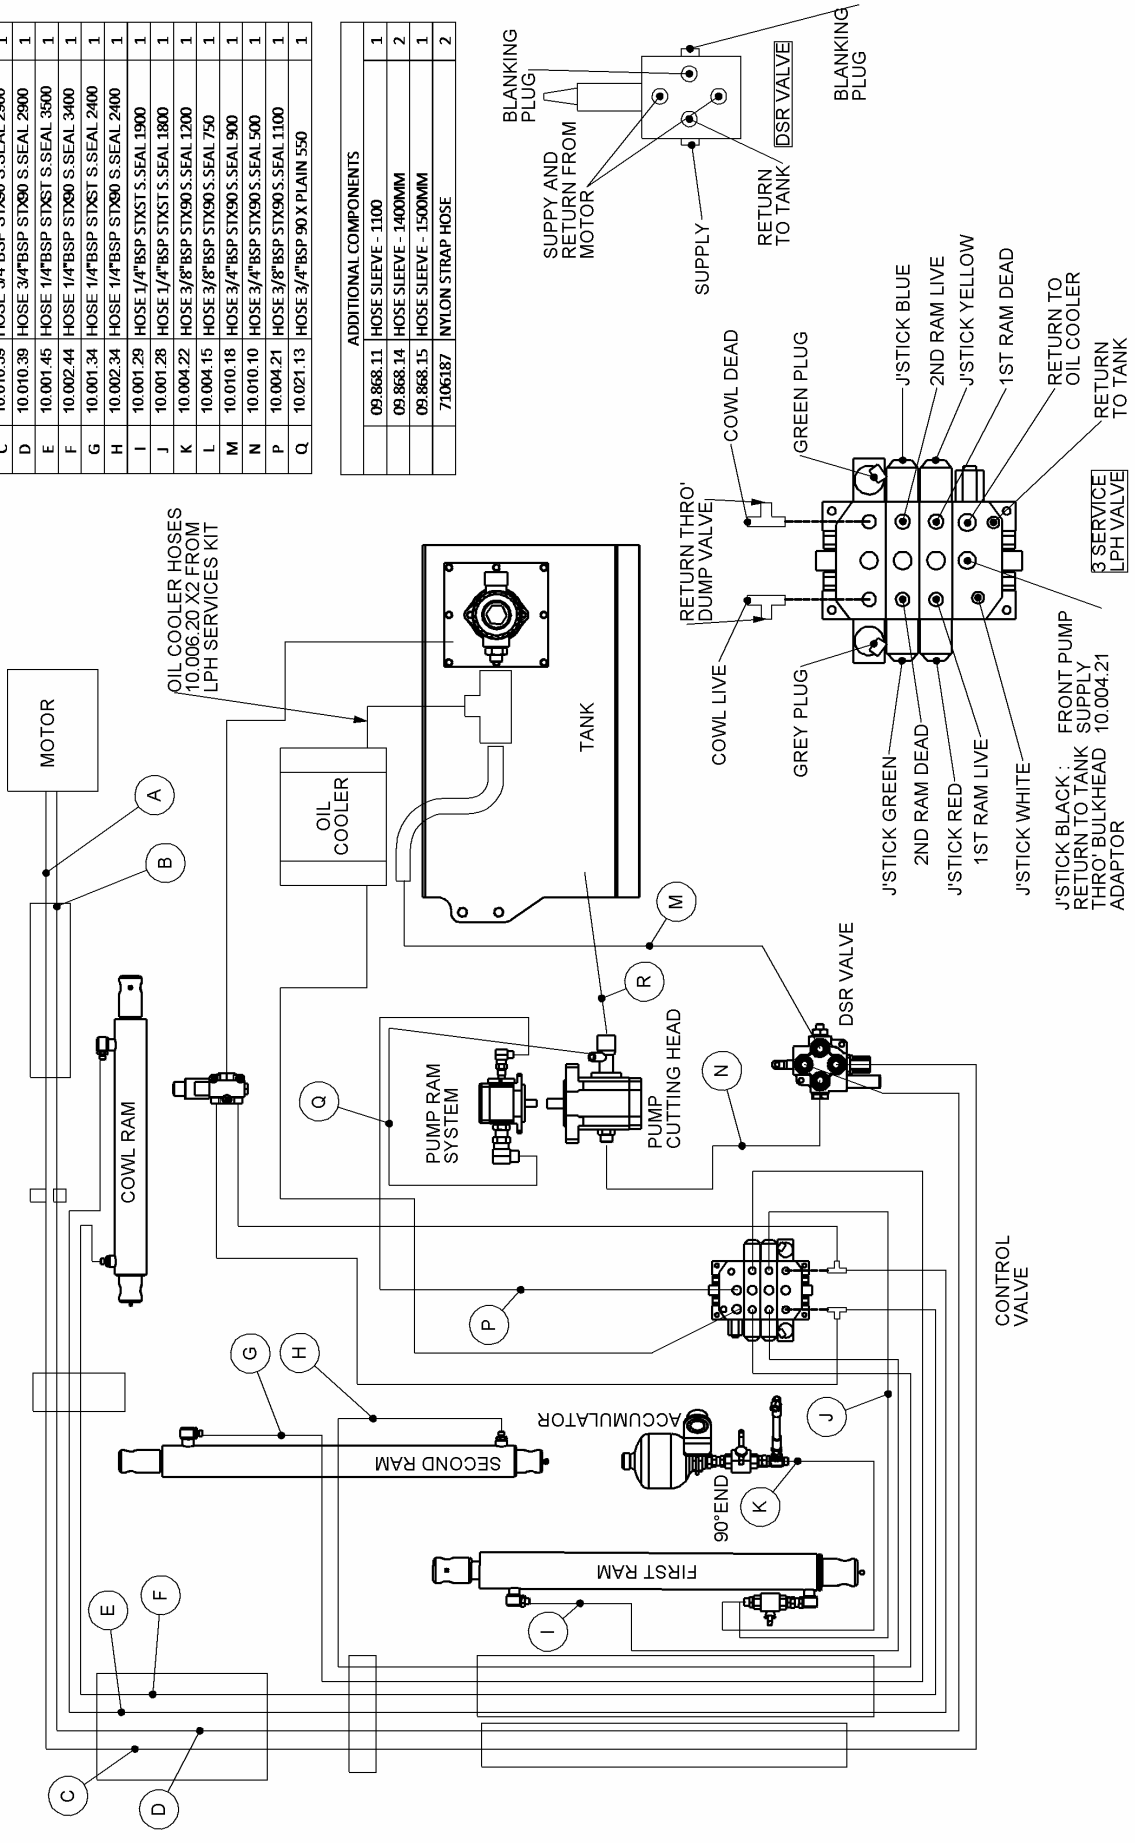 D 10.010.39 HOSE 3/4"BSP STX90 S.SEAL 2900 1
E 10.001.45 HOSE 1/4"BSP STXST S.SEAL 3500 1
F 10.002.44 HOSE 1/4"BSP STX90 S.SEAL 3400 1
G 10.001.34 HOSE 1/4"BSP STXST S.SEAL 2400 1
H 10.002.34 HOSE 1/4"BSP STX90 S.SEAL 2400 1
I 10.001.29 HOSE 1/4"BSP STXST S.SEAL 1900 1
J 10.001.28 HOSE 1/4"BSP STXST S.SEAL 1800 1
K 10.004.22 HOSE 3/8"BSP STX90 S.SEAL 1200 1
L 10.004.15 HOSE 3/8"BSP STX90 S.SEAL 750 1
M 10.010.18 HOSE 3/4"BSP STX90 S.SEAL 900 1
N 10.010.10 HOSE 3/4"BSP STX90 S.SEAL 500 1
P 10.004.21 HOSE 3/8"BSP STX90 S.SEAL 1100 1
Q 10.021.13 HOSE 3/4"BSP 90 X PLAIN 550 1
ADDITIONAL COMPONENTS
09.868.11 HOSE SLEEVE - 1100 1
09.868.14 HOSE SLEEVE - 1400MM 2
09.868.15 HOSE SLEEVE - 1500MM 1
7106187 NYLON STRAP HOSE 2
BLANKING
PLUG
SUPPY AND
RETURN FROM
MOTOR
SUPPLY
RETURN
TO TANK
DSR VALVE
BLANKING
PLUG
MOTOR
A
B
OIL COOLER HOSES
10.006.20 X2 FROM
LPH SERVICES KIT
OIL
COOLER
TANK
COWL RAM
M
R
Q
PUMP RAM
SYSTEM
PUMP
CUTTING HEAD
N
DSR VALVE
P
G
H
SECOND RAM
ACCUMULATOR
90°END
K
J
CONTROL
VALVE
FIRST RAM
I
E
F
C
D
COWL DEAD
RETURN THRO'
DUMP VALVE
COWL LIVE
GREEN PLUG
GREY PLUG
J'STICK BLUE
2ND RAM LIVE
J'STICK YELLOW
1ST RAM DEAD
RETURN TO
OIL COOLER
RETURN
TO TANK
3 SERVICE
LPH VALVE
J'STICK GREEN
2ND RAM DEAD
J'STICK RED
1ST RAM LIVE
J'STICK WHITE
FRONT PUMP
SUPPLY
10.004.21
J'STICK BLACK :
RETURN TO TANK
THRO' BULKHEAD
ADAPTOR